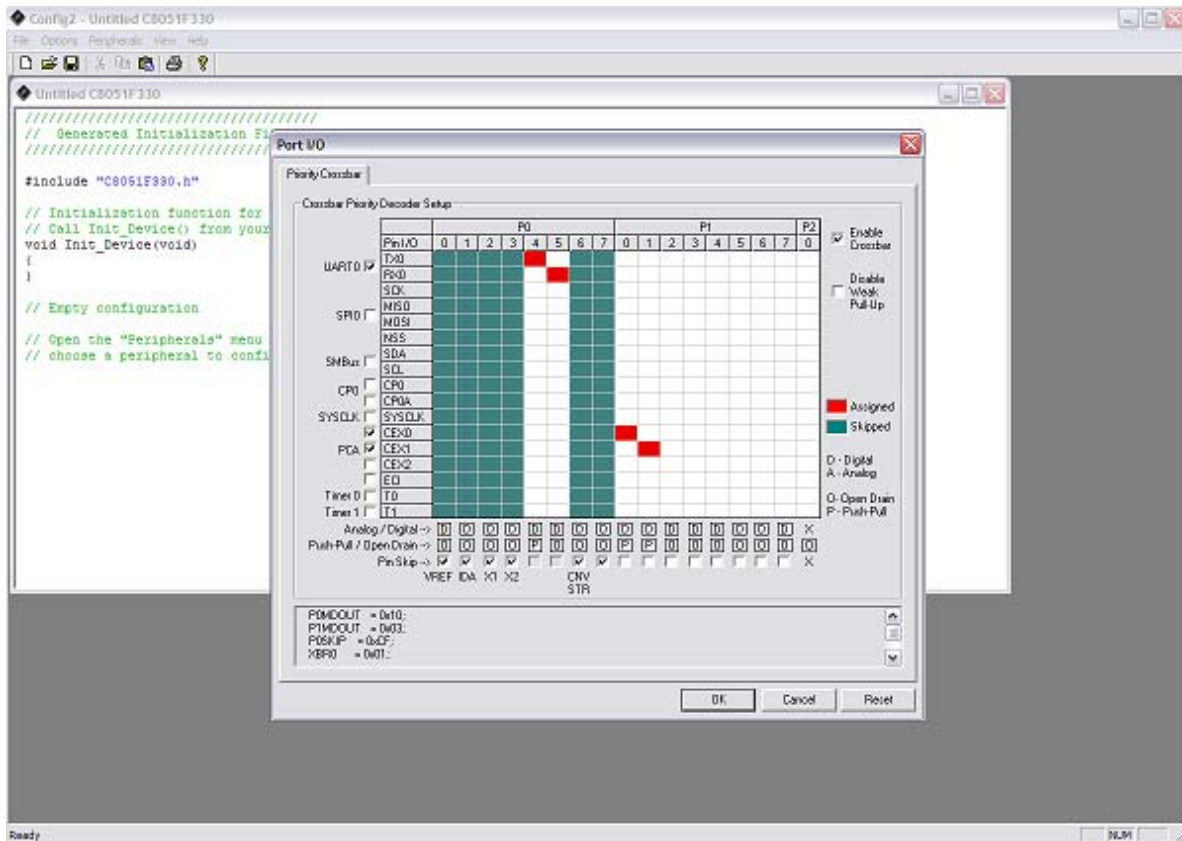 Config2 - Untitled C8051F330
File Options Peripherals View Help
Untitled C8051F330
/////////////////////////////////////
// Generated Initialization Fi
#include "C8051F330.h"
// Initialization function for
// Call Init_Device() from your
void Init_Device(void)
{
}
// Empty configuration
// Open the "Peripherals" menu
// choose a peripheral to confi
Port I/O
Priority Crossbar
Crossbar Priority Decoder Setup
P0 P1 P2
Pin I/O 0 1 2 3 4 5 6 7 0 1 2 3 4 5 6 7 0
Enable Crossbar
UART0 TX0
RX0
Disable Weak Pull-Up
SPI0 SCK
MISO
MOSI
NSS
SMBus SDA
SCL
CP0 CP0
CP0A
SYSCLK SYSCLK
PCA CEX0
CEX1
CEX2
ECI
Timer 0 T0
Timer 1 T1
Assigned
Skipped
D - Digital
A - Analog
O- Open Drain
P - Push-Pull
Analog / Digital -> D D D D D D D D D D D D D D D D X
Push-Pull / Open Drain -> O O O O P O O O P P O O O O O O O
Pin Skip -> X
VREF IDA X1 X2 CNV STR
P0MDOUT = 0x10;
P1MDOUT = 0x03;
P0SKIP = 0xCF;
XBR0 = 0x01;
OK Cancel Reset
Ready NUM